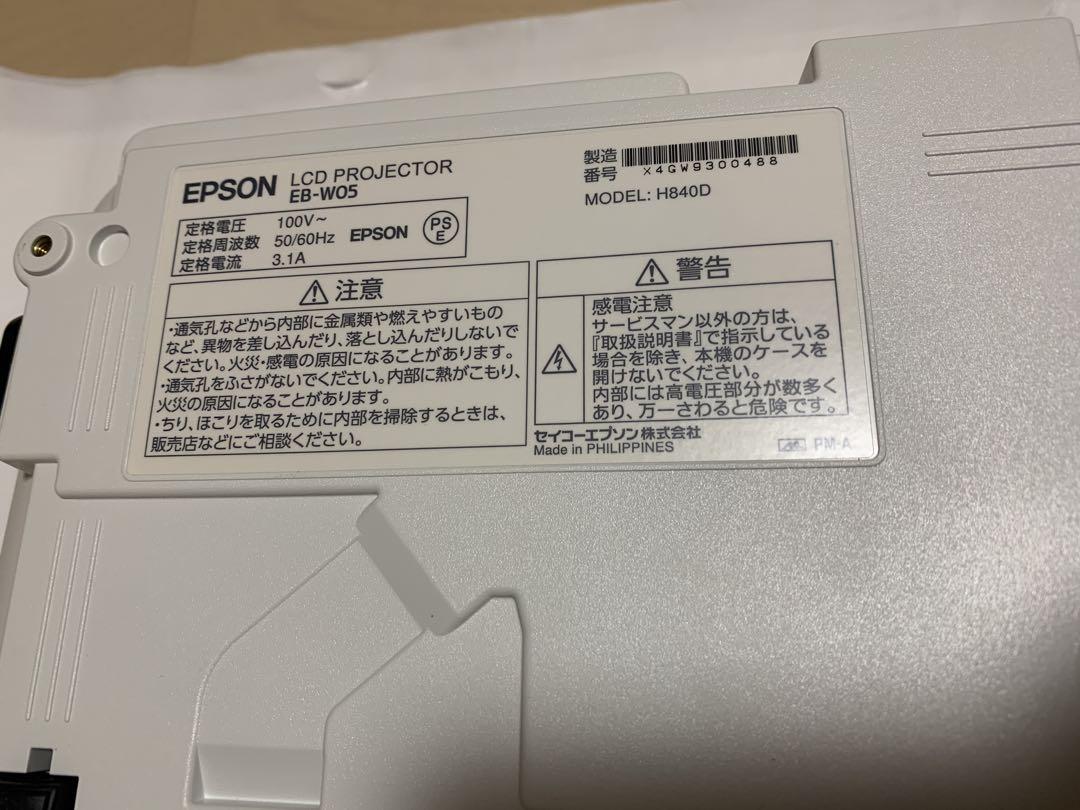 EPSON LCD PROJECTOR
EB-W05
製造
番号
X4GW9300488
MODEL: H840D
定格電圧 100V~
定格周波数 50/60Hz
定格電流 3.1A
EPSON
PS
E
注意
・通気孔などから内部に金属類や燃えやすいもの
など、異物を差し込んだり、落とし込んだりしないで
ください。火災・感電の原因になることがあります。
・通気孔をふさがないでください。内部に熱がこもり、
火災の原因になることがあります。
・ちり、ほこりを取るために内部を掃除するときは、
販売店などにご相談ください。
警告
感電注意
サービスマン以外の方は、
『取扱説明書』で指示している
場合を除き、本機のケースを
開けないでください。
内部には高電圧部分が数多く
あり、万一さわると危険です。
セイコーエプソン株式会社
Made in PHILIPPINES
PM-A